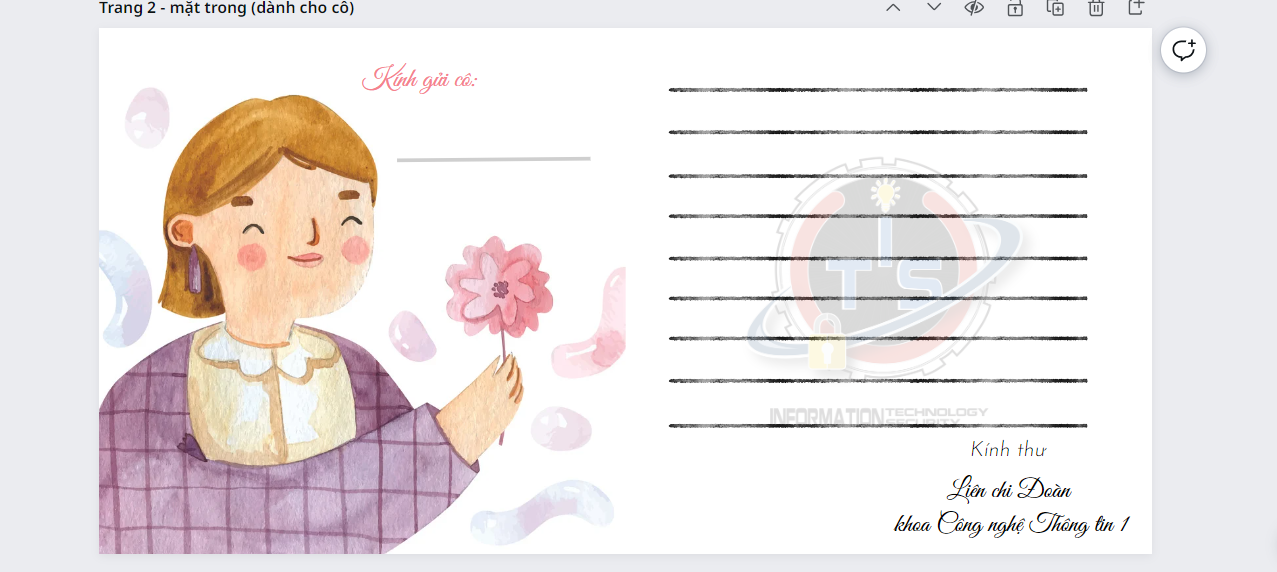 Trang 2 - mặt trong (dành cho cô)
Kính gửi cô:
ITS
INFORMATION TECHNOLOGY
SECURITY
Kính thư
Liên chi Đoàn
khoa Công nghệ Thông tin 1